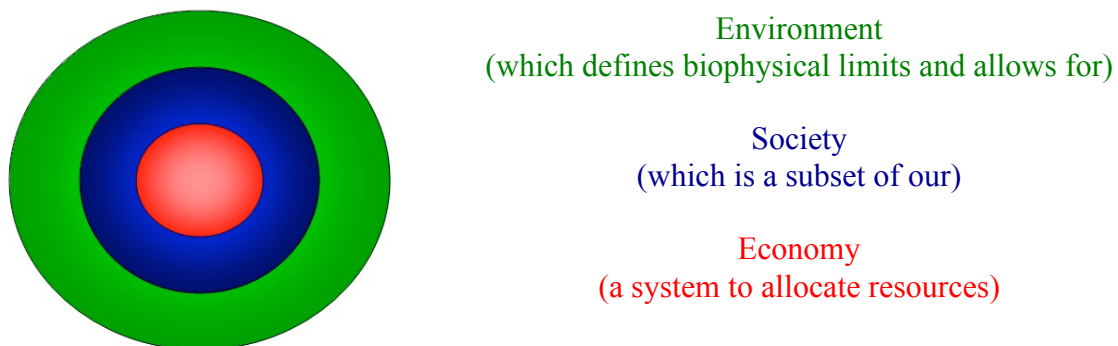 Environment
(which defines biophysical limits and allows for)
Society
(which is a subset of our)
Economy
(a system to allocate resources)